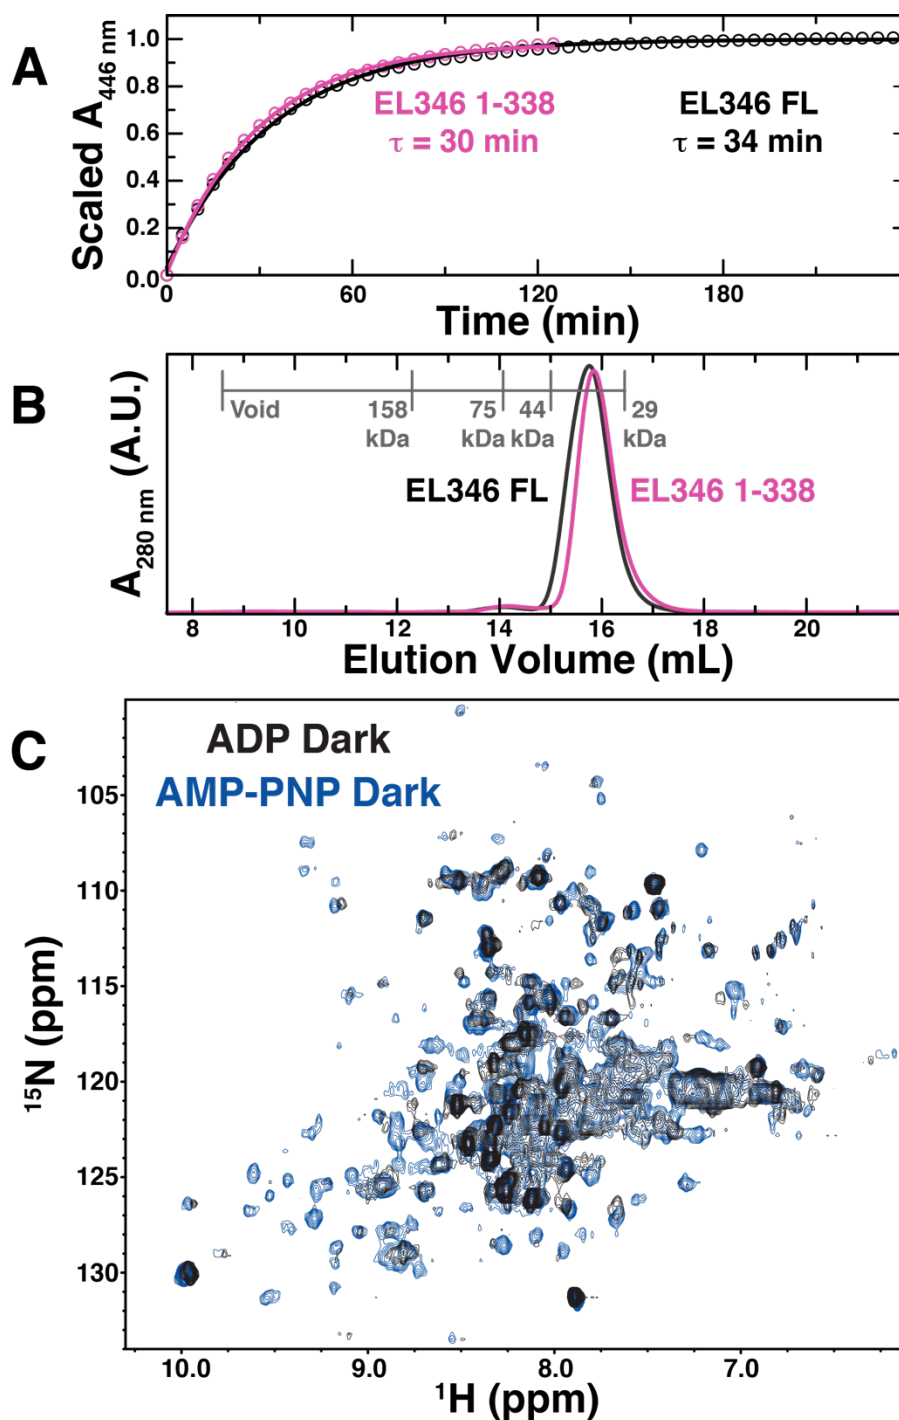 A
Scaled A446 nm
1.0
0.8
0.6
0.4
0.2
0.0
EL346 1-338
τ = 30 min
EL346 FL
τ = 34 min
0 60 120 180
Time (min)
B
A280 nm (A.U.)
Void 158 kDa 75 kDa 44 kDa 29 kDa
EL346 FL
EL346 1-338
8 10 12 14 16 18 20
Elution Volume (mL)
C
ADP Dark
AMP-PNP Dark
15N (ppm)
105
110
115
120
125
130
10.0 9.0 8.0 7.0
1H (ppm)